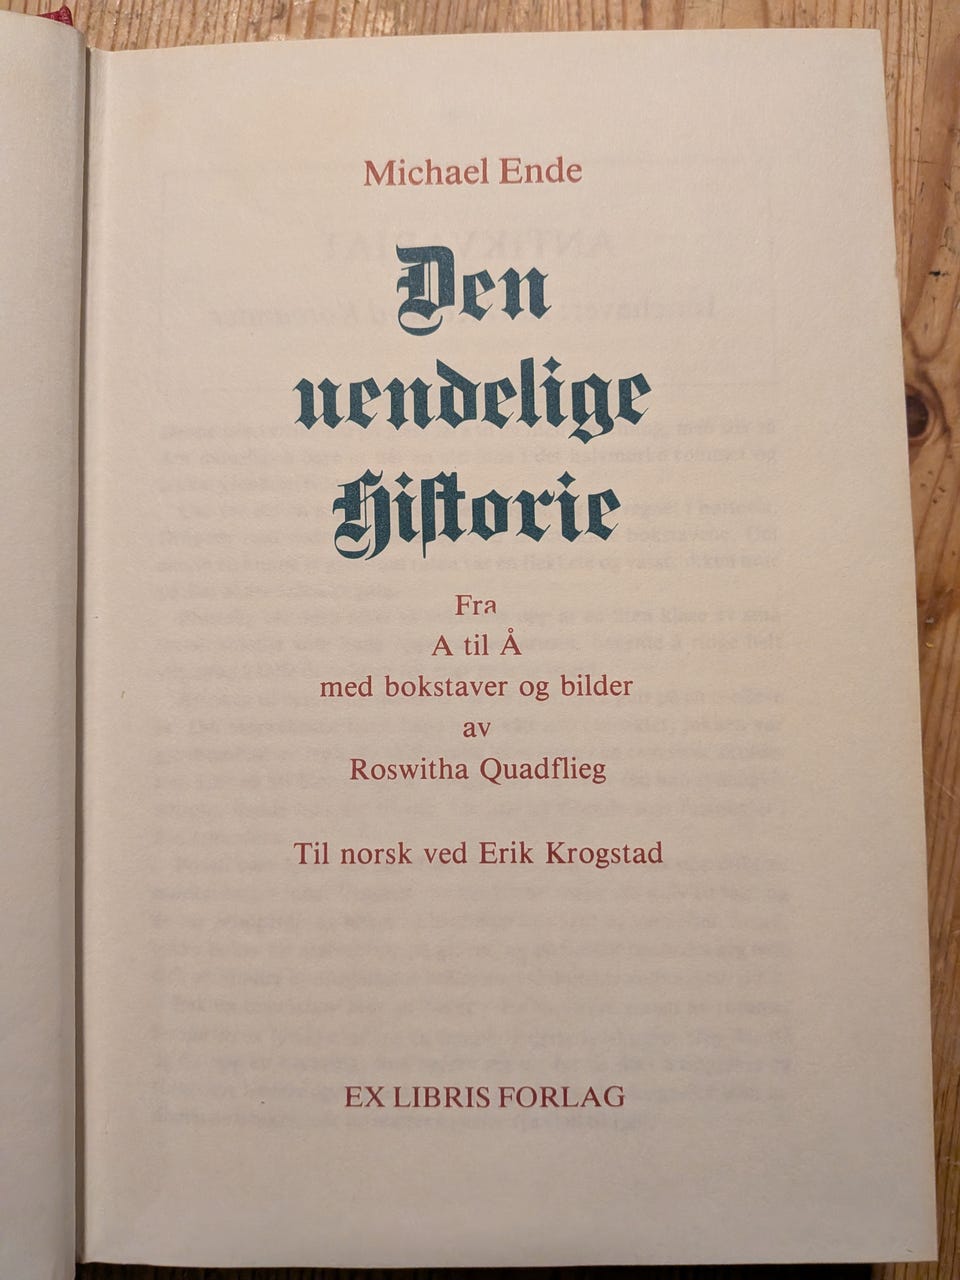 Michael Ende
Den
uendelige
Historie
Fra
A til Å
med bokstaver og bilder
av
Roswitha Quadflieg
Til norsk ved Erik Krogstad
EX LIBRIS FORLAG